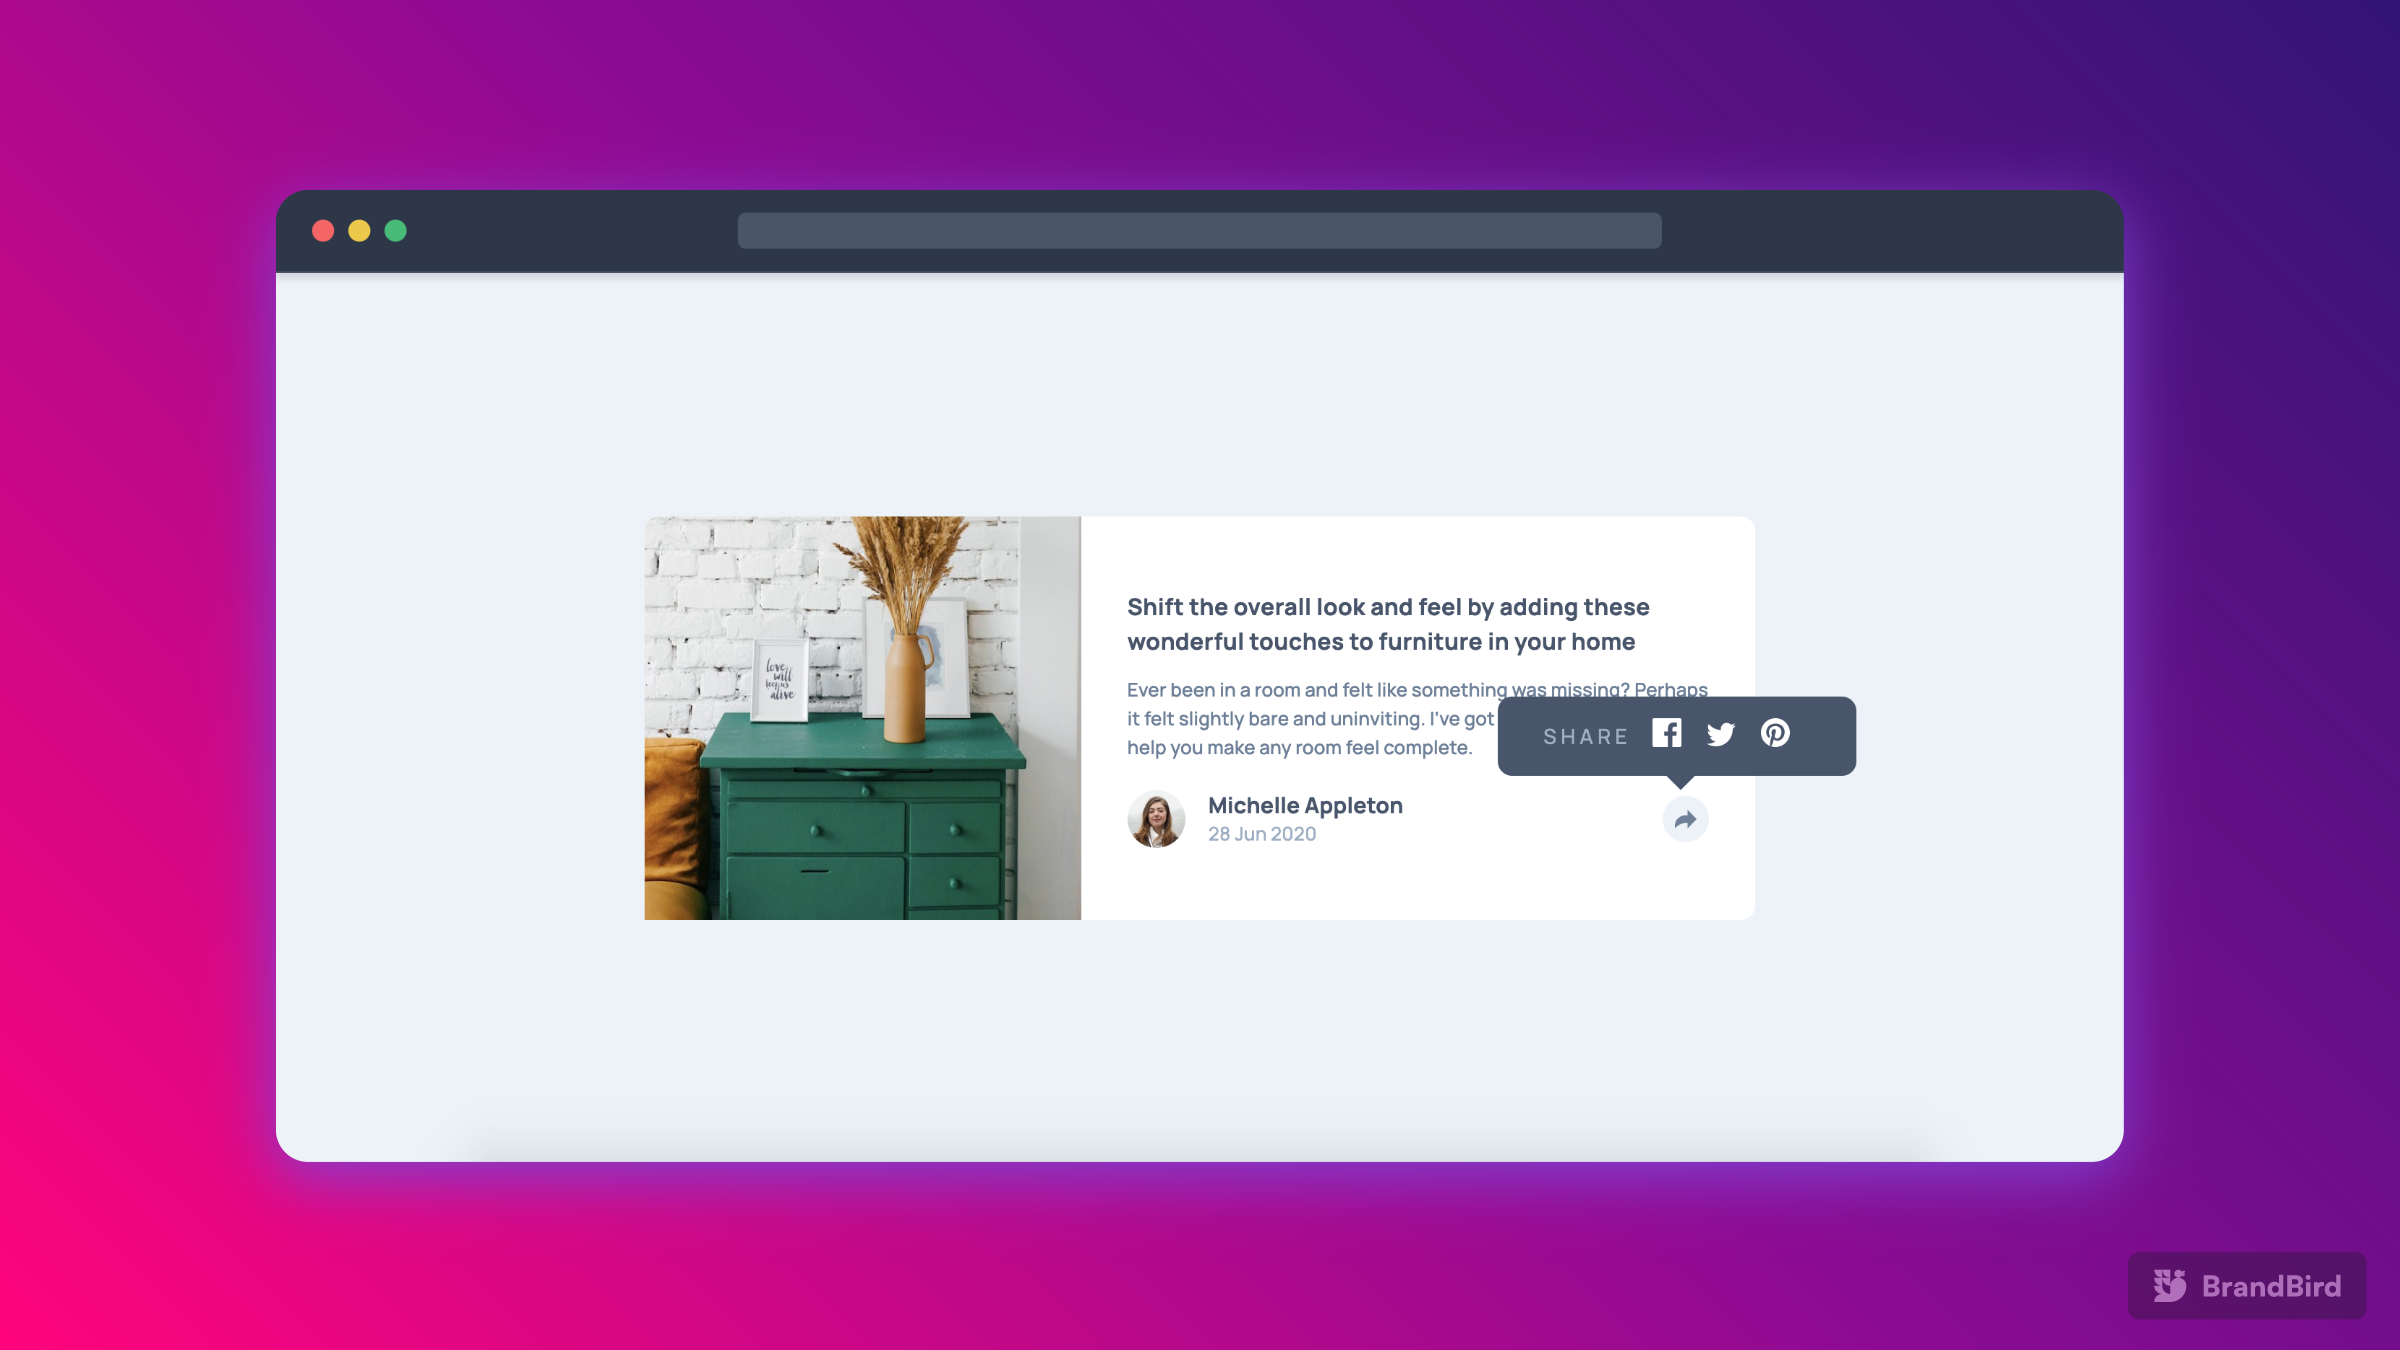 love
will
keep us
alive
Shift the overall look and feel by adding these
wonderful touches to furniture in your home
Ever been in a room and felt like something was missing? Perhaps
it felt slightly bare and uninviting. I've got
help you make any room feel complete.
SHARE
Michelle Appleton
28 Jun 2020
BrandBird